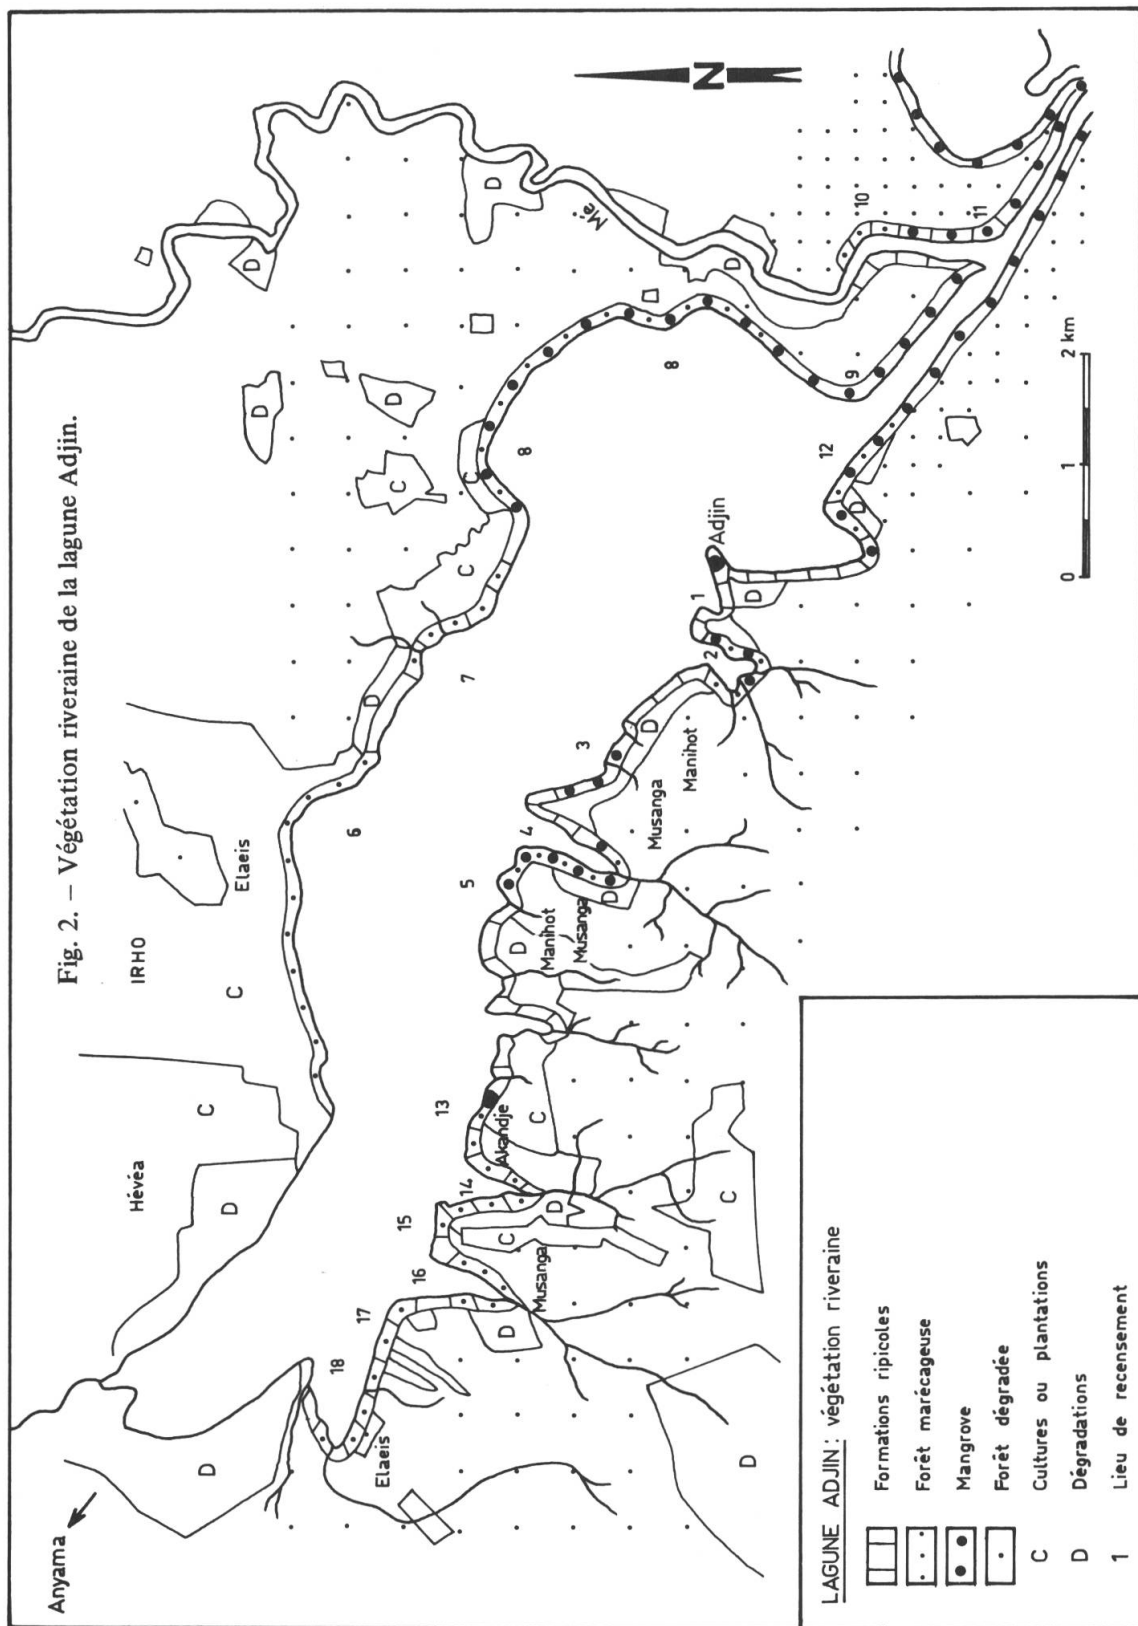 Fig. 2. – Végétation riveraine de la lagune Adjin.
Anyama
Hévéa
IRHO
Elaeis
D
D
C
C
D
C
C
D
D
D
D
D
C
Mé
N
18
17
16
15
14
13
5
4
3
2
1
6
7
8
8
9
10
11
12
Elaeis
D
Musanga
C
D
Akandje
C
C
D
D
Manihot
Musanga
D
Musanga
Manihot
D
D
Adjin
D
0
1
2 km
LAGUNE ADJIN: végétation riveraine
Formations ripicoles
Forêt marécageuse
Mangrove
Forêt dégradée
C Cultures ou plantations
D Dégradations
1 Lieu de recensement